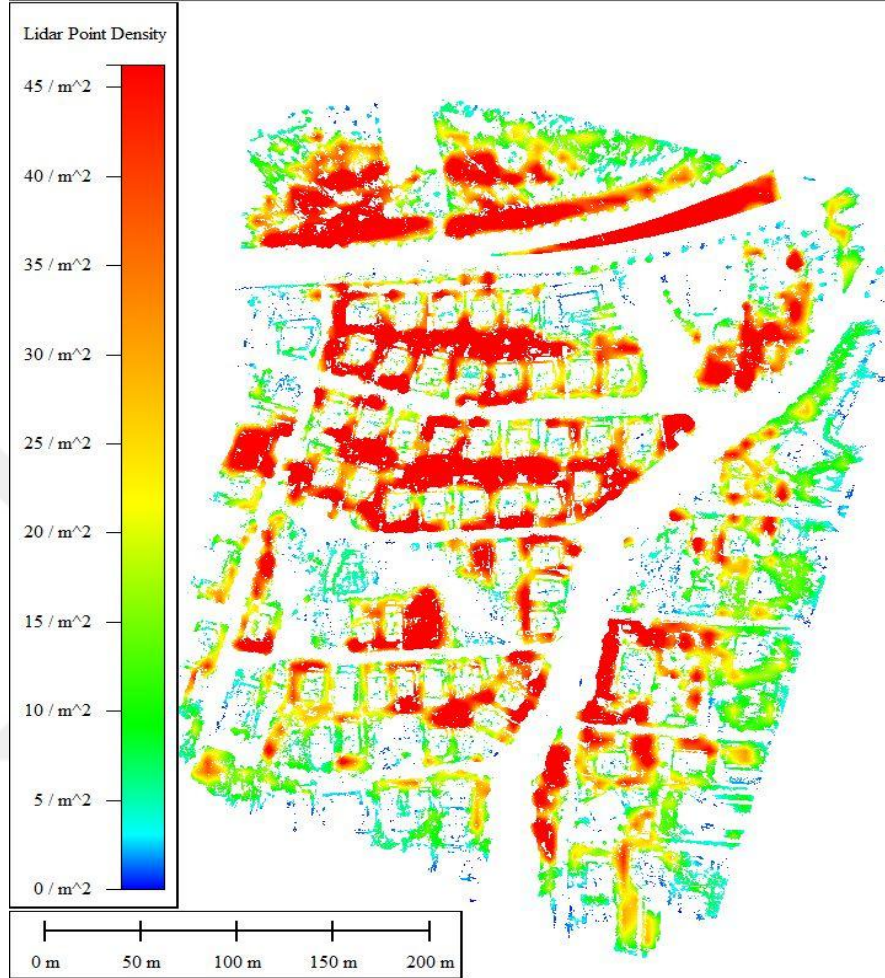 Lidar Point Density
45 / m^2
40 / m^2
35 / m^2
30 / m^2
25 / m^2
20 / m^2
15 / m^2
10 / m^2
5 / m^2
0 / m^2
0 m 50 m 100 m 150 m 200 m